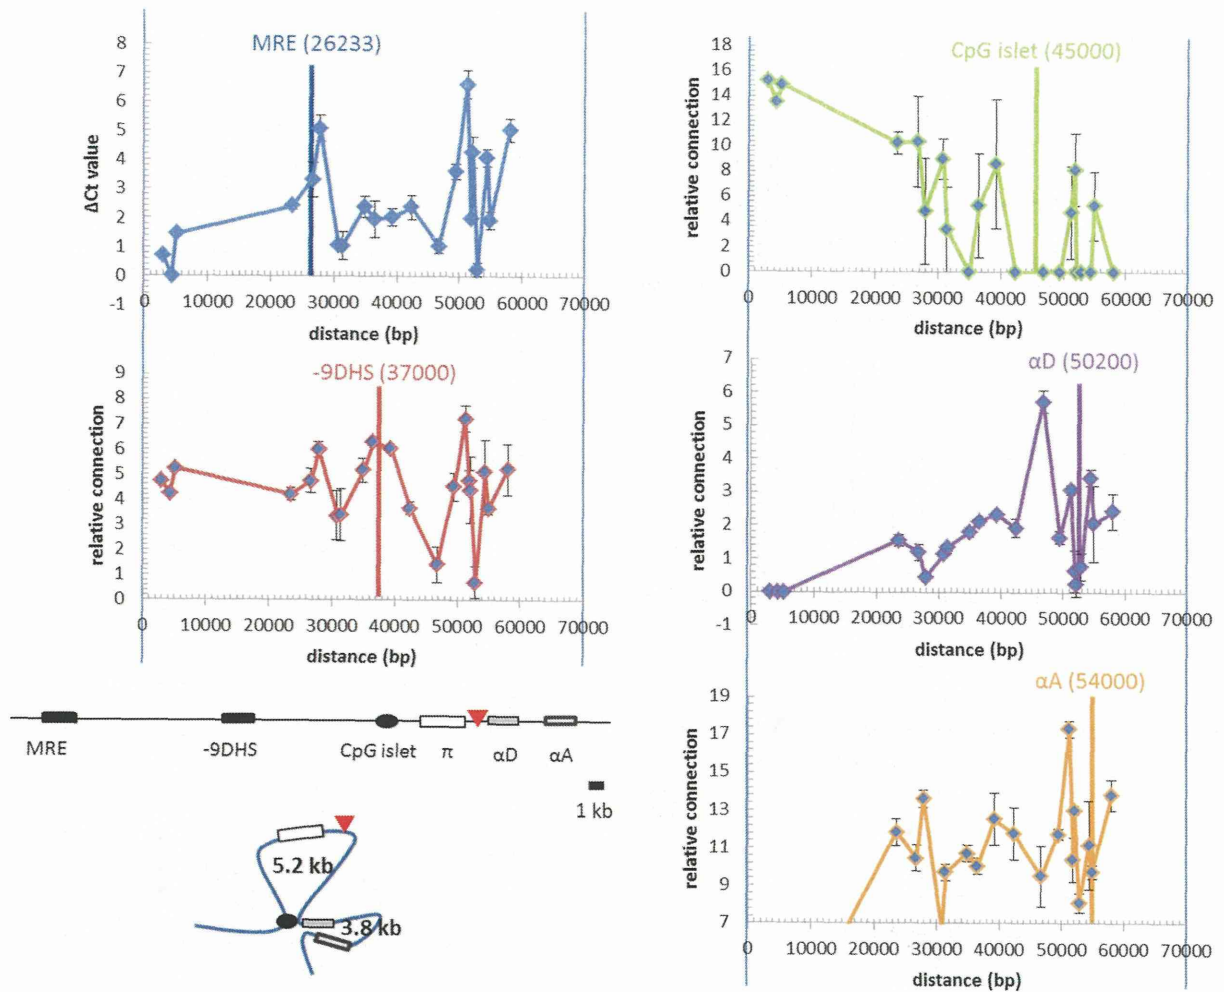 MRE (26233)
8
7
6
5
4
3
2
1
0
-1
ΔCt value
0 10000 20000 30000 40000 50000 60000 70000
distance (bp)
CpG islet (45000)
18
16
14
12
10
8
6
4
2
0
relative connection
0 10000 20000 30000 40000 50000 60000 70000
distance (bp)
-9DHS (37000)
9
8
7
6
5
4
3
2
1
0
relative connection
0 10000 20000 30000 40000 50000 60000 70000
distance (bp)
αD (50200)
7
6
5
4
3
2
1
0
-1
relative connection
0 10000 20000 30000 40000 50000 60000 70000
distance (bp)
MRE -9DHS CpG islet π αD αA
1 kb
5.2 kb
3.8 kb
αA (54000)
19
17
15
13
11
9
7
relative connection
0 10000 20000 30000 40000 50000 60000 70000
distance (bp)